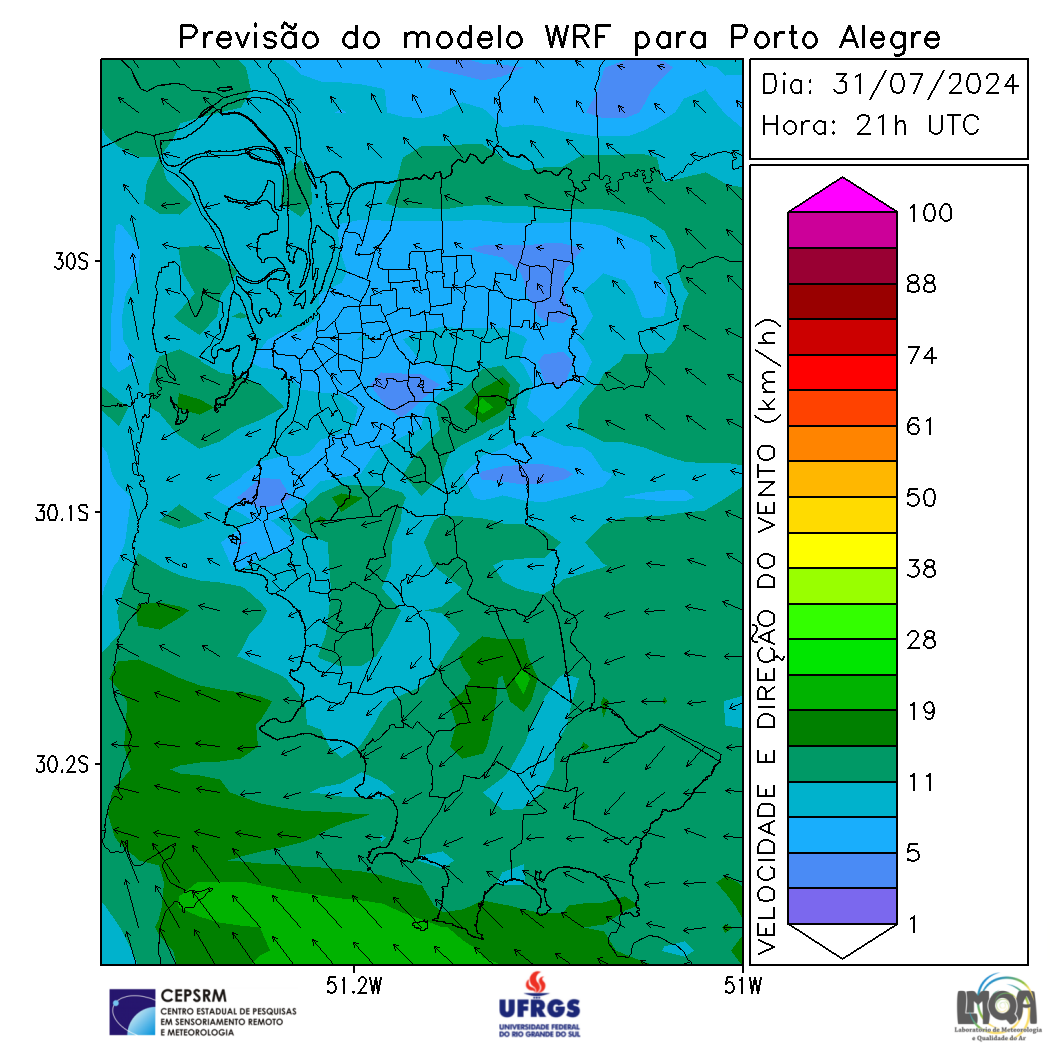 Previsão do modelo WRF para Porto Alegre
Dia: 31/07/2024
Hora: 21h UTC
30S
30.1S
30.2S
51.2W
51W
VELOCIDADE E DIREÇÃO DO VENTO (km/h)
100
88
74
61
50
38
28
19
11
5
1
CEPSRM
CENTRO ESTADUAL DE PESQUISAS
EM SENSORIAMENTO REMOTO
E METEOROLOGIA
UFRGS
UNIVERSIDADE FEDERAL
DO RIO GRANDE DO SUL
LMQA
Laboratório de Meteorologia
e Qualidade do Ar